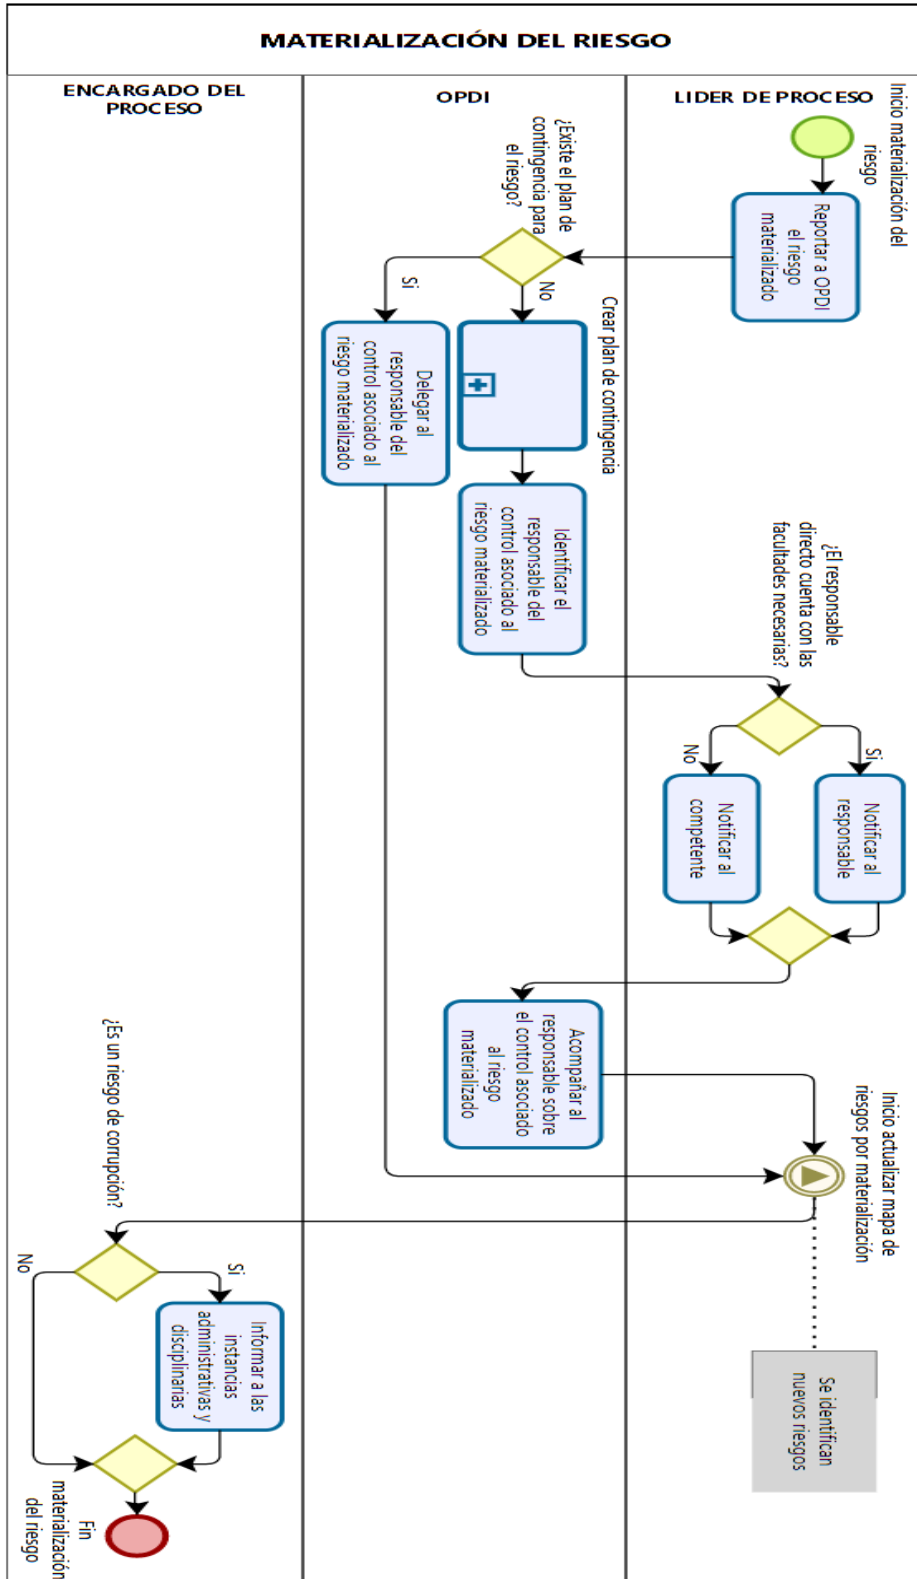 MATERIALIZACIÓN DEL RIESGO
ENCARGADO DEL
PROCESO
OPDI
LIDER DE PROCESO
Inicio materialización del
riesgo
Reportar a OPDI
el riesgo
materializado
¿Existe el plan de
contingencia para
el riesgo?
Si
No
Crear plan de contingencia
Delegar al
responsable del
control asociado al
riesgo materializado
Identificar el
responsable del
control asociado al
riesgo materializado
¿El responsable
directo cuenta con las
facultades necesarias?
Si
No
Notificar al
responsable
Notificar al
competente
Acompañar al
responsable sobre
el control asociado
al riesgo
materializado
Inicio actualizar mapa de
riesgos por materialización
Se identifican
nuevos riesgos
¿Es un riesgo de corrupción?
Si
No
Informar a las
instancias
administrativas y
disciplinarias
Fin
materialización
del riesgo